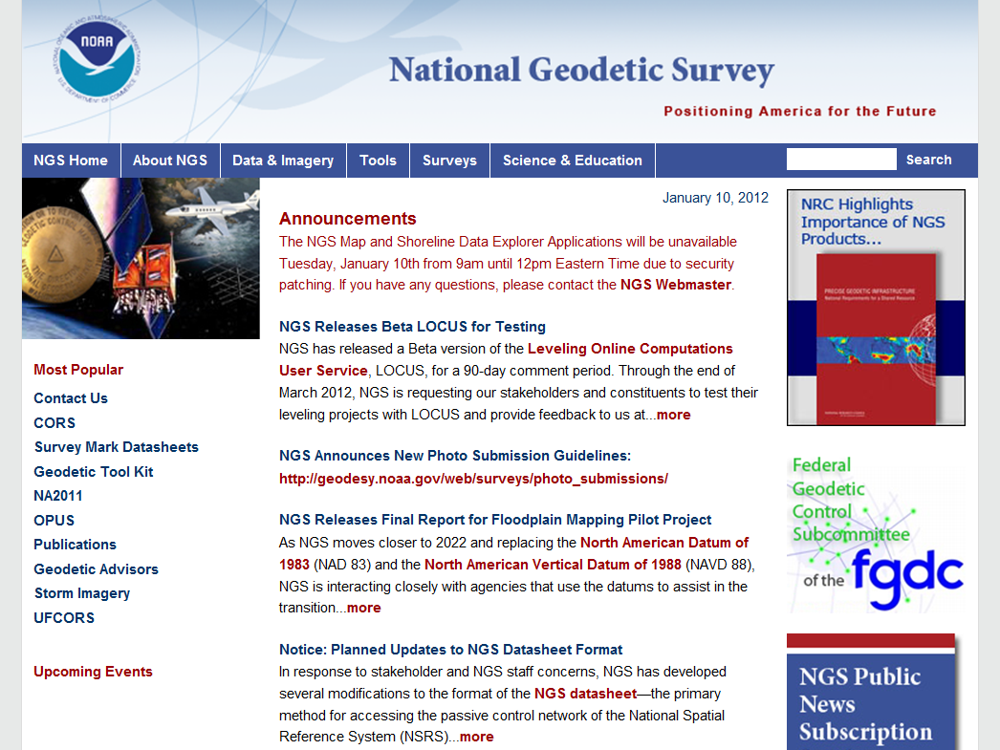 NOAA
NATIONAL OCEANIC AND ATMOSPHERIC ADMINISTRATION
U.S. DEPARTMENT OF COMMERCE
National Geodetic Survey
Positioning America for the Future
NGS Home
About NGS
Data & Imagery
Tools
Surveys
Science & Education
Search
January 10, 2012
Announcements
The NGS Map and Shoreline Data Explorer Applications will be unavailable
Tuesday, January 10th from 9am until 12pm Eastern Time due to security
patching. If you have any questions, please contact the NGS Webmaster.
NGS Releases Beta LOCUS for Testing
NGS has released a Beta version of the Leveling Online Computations
User Service, LOCUS, for a 90-day comment period. Through the end of
March 2012, NGS is requesting our stakeholders and constituents to test their
leveling projects with LOCUS and provide feedback to us at...more
NGS Announces New Photo Submission Guidelines:
http://geodesy.noaa.gov/web/surveys/photo_submissions/
NGS Releases Final Report for Floodplain Mapping Pilot Project
As NGS moves closer to 2022 and replacing the North American Datum of
1983 (NAD 83) and the North American Vertical Datum of 1988 (NAVD 88),
NGS is interacting closely with agencies that use the datums to assist in the
transition...more
Notice: Planned Updates to NGS Datasheet Format
In response to stakeholder and NGS staff concerns, NGS has developed
several modifications to the format of the NGS datasheet—the primary
method for accessing the passive control network of the National Spatial
Reference System (NSRS)...more
Most Popular
Contact Us
CORS
Survey Mark Datasheets
Geodetic Tool Kit
NA2011
OPUS
Publications
Geodetic Advisors
Storm Imagery
UFCORS
Upcoming Events
NRC Highlights
Importance of NGS
Products...
PRECISE GEODETIC INFRASTRUCTURE
National Requirements for a Shared Resource
Federal
Geodetic
Control
Subcommittee
of the fgdc
NGS Public
News
Subscription